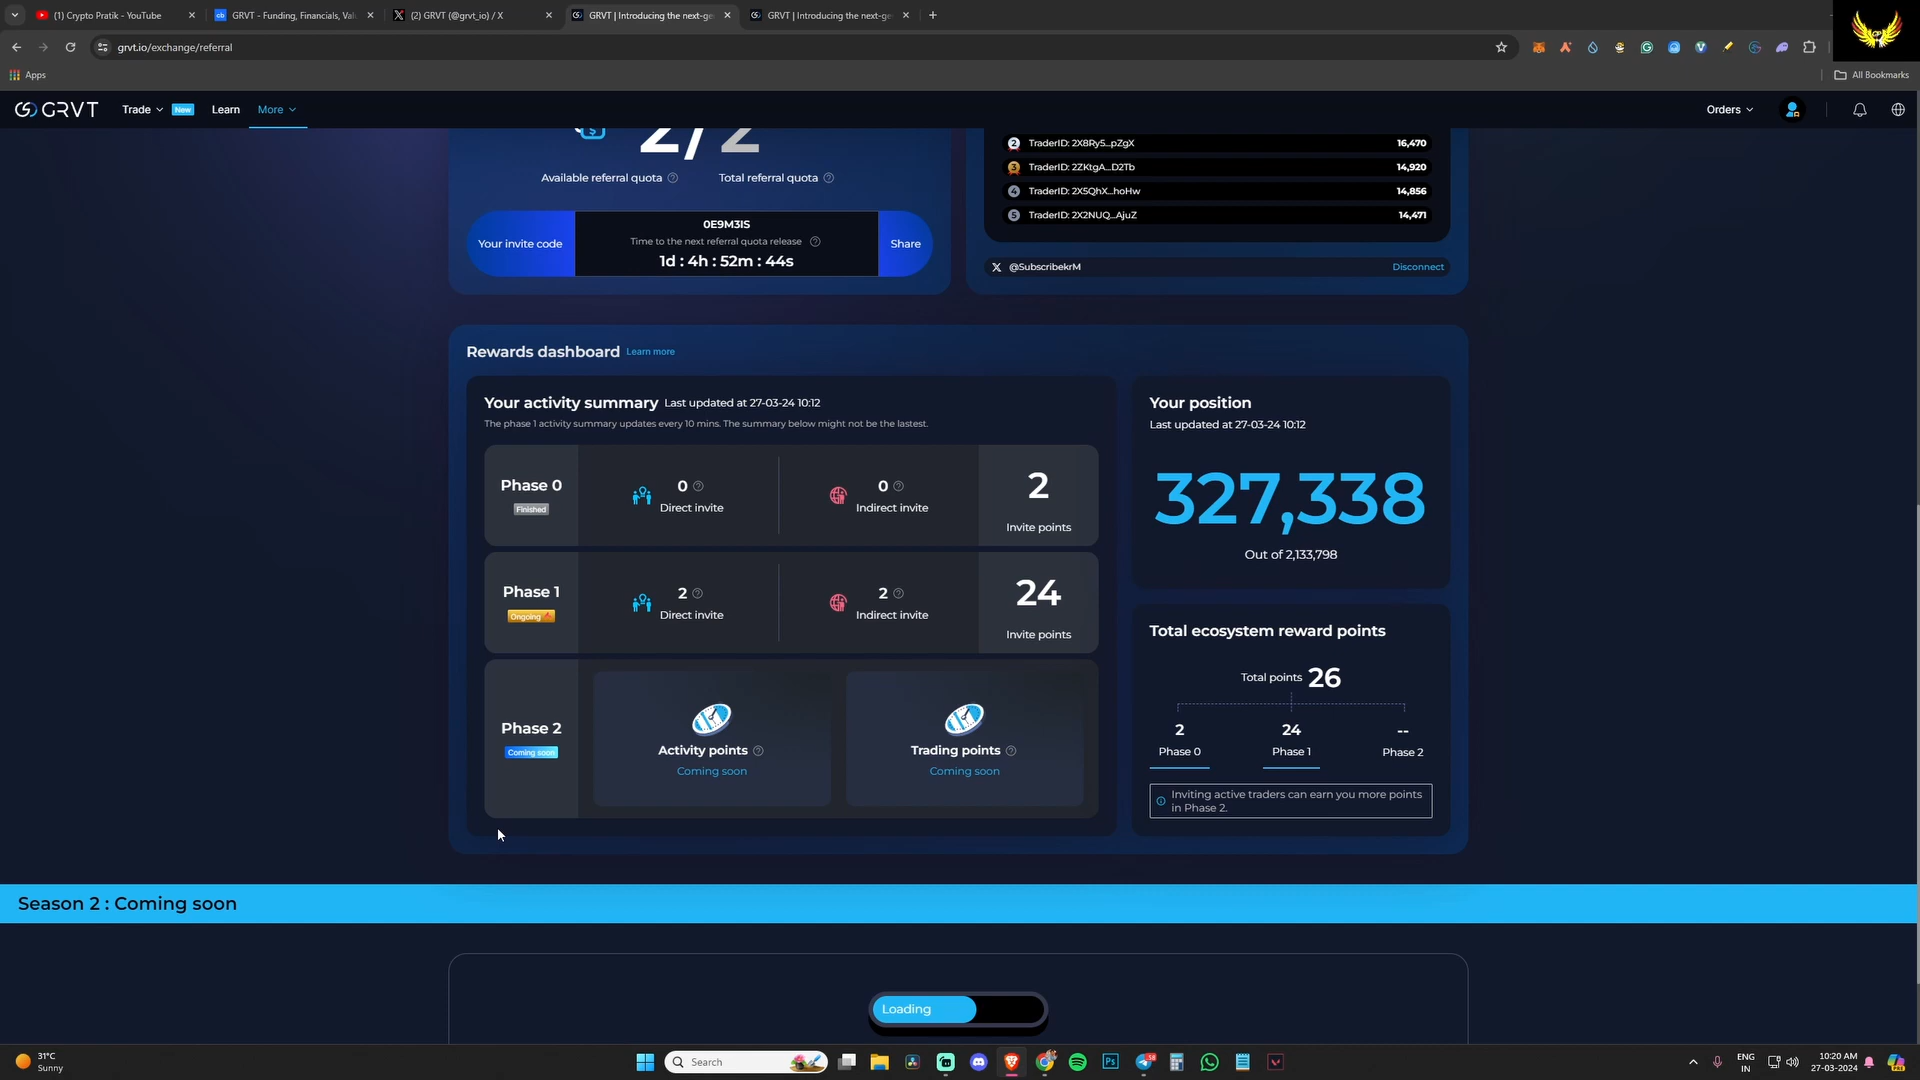 (1) Crypto Pratik - YouTube
GRVT - Funding, Financials, Val
(2) GRVT (@grvt_io) / X
GRVT | Introducing the next-ge
GRVT | Introducing the next-ge
grvt.io/exchange/referral
Apps
All Bookmarks
GRVT
Trade
New
Learn
More
Orders
2/2
Available referral quota
Total referral quota
Your invite code
0E9M3IS
Time to the next referral quota release
1d : 4h : 52m : 44s
Share
2 TraderID: 2X8Ry5...pZgX 16,470
3 TraderID: 2ZKtgA...D2Tb 14,920
4 TraderID: 2X5QhX...hoHw 14,856
5 TraderID: 2X2NUQ...AjuZ 14,471
@SubscribekrM
Disconnect
Rewards dashboard Learn more
Your activity summary Last updated at 27-03-24 10:12
The phase 1 activity summary updates every 10 mins. The summary below might not be the lastest.
Phase 0
Finished
0
Direct invite
0
Indirect invite
2
Invite points
Phase 1
Ongoing
2
Direct invite
2
Indirect invite
24
Invite points
Phase 2
Coming soon
Activity points
Coming soon
Trading points
Coming soon
Your position
Last updated at 27-03-24 10:12
327,338
Out of 2,133,798
Total ecosystem reward points
Total points 26
2
Phase 0
24
Phase 1
--
Phase 2
Inviting active traders can earn you more points
in Phase 2.
Season 2 : Coming soon
Loading
31°C
Sunny
Search
Ps
58
ENG
IN
10:20 AM
27-03-2024